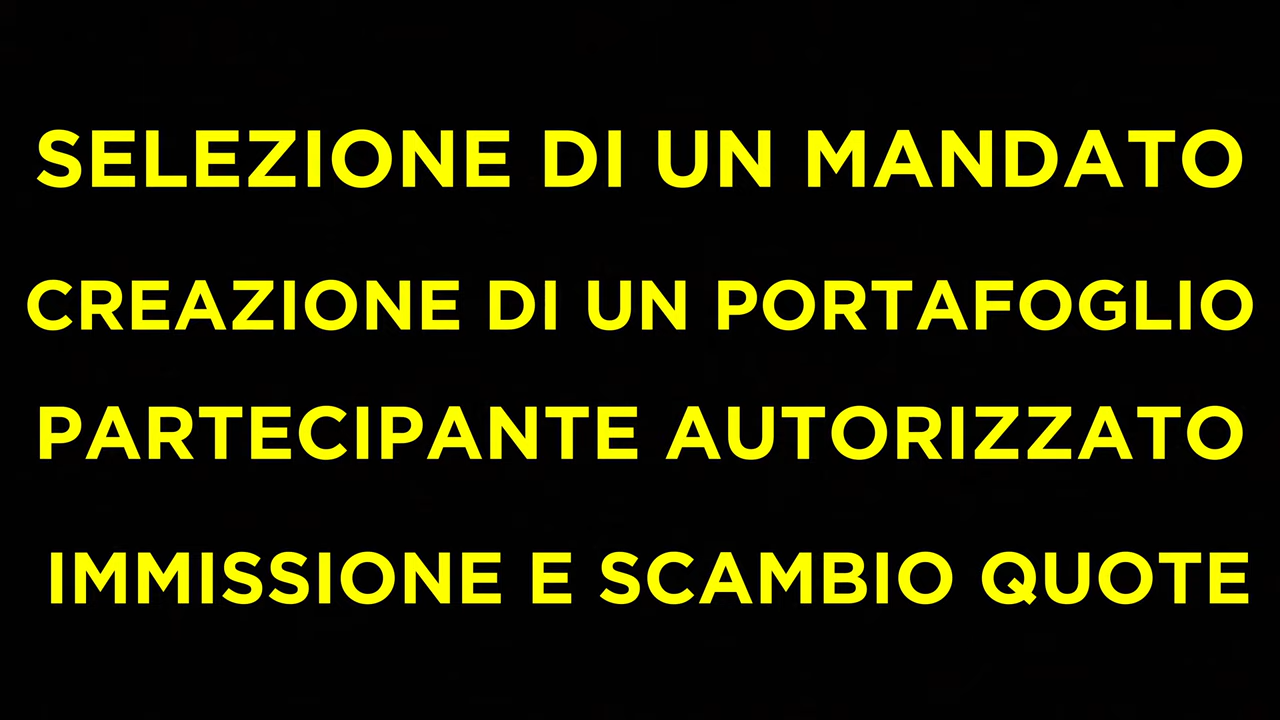 SELEZIONE DI UN MANDATO
CREAZIONE DI UN PORTAFOGLIO
PARTECIPANTE AUTORIZZATO
IMMISSIONE E SCAMBIO QUOTE